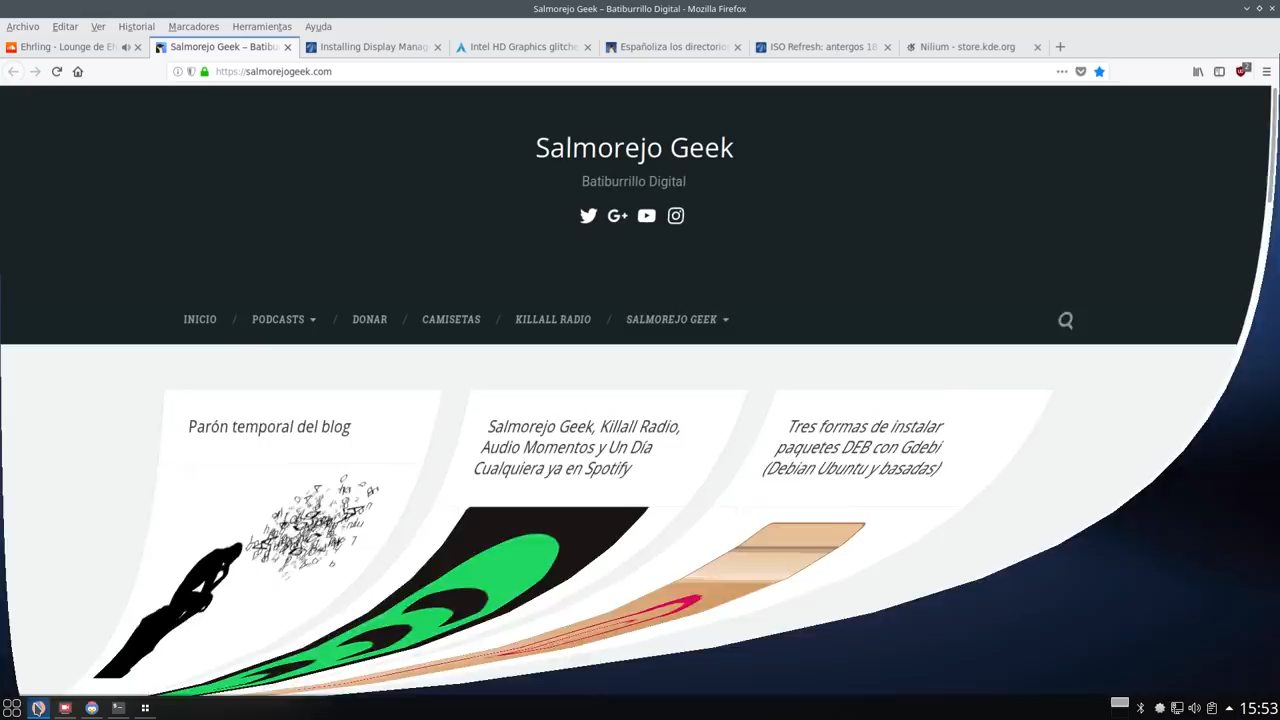 Salmorejo Geek – Batiburrillo Digital - Mozilla Firefox
Archivo Editar Ver Historial Marcadores Herramientas Ayuda
Ehrling - Lounge de Eh
Salmorejo Geek – Batibu
Installing Display Manag
Intel HD Graphics glitche
Españoliza los directorio
ISO Refresh: antergos 18
Nilium - store.kde.org
https://salmorejogeek.com
2
Salmorejo Geek
Batiburrillo Digital
G+
INICIO / PODCASTS / DONAR / CAMISETAS / KILLALL RADIO / SALMOREJO GEEK
Parón temporal del blog
Salmorejo Geek, Killall Radio,
Audio Momentos y Un Día
Cualquiera ya en Spotify
Tres formas de instalar
paquetes DEB con Gdebi
(Debian Ubuntu y basadas)
15:53